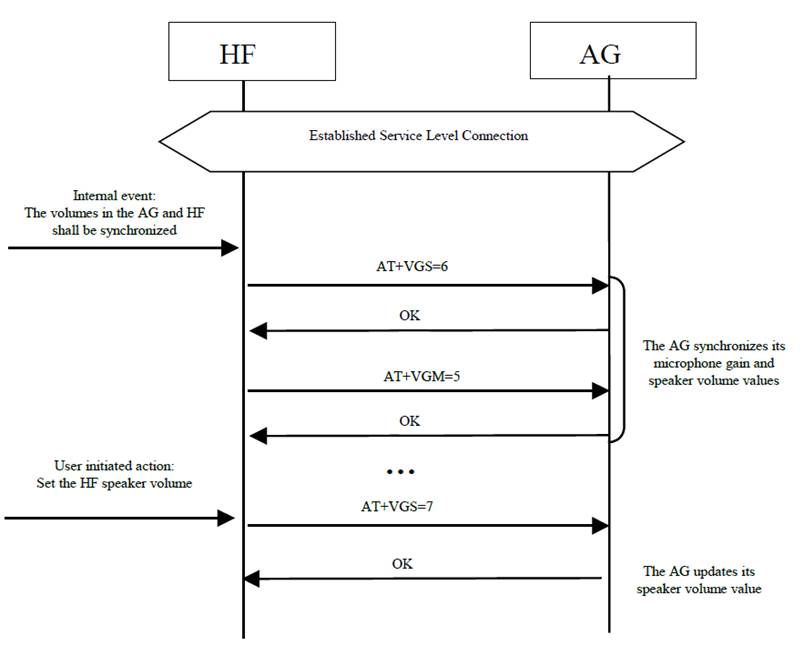 HF
AG
Established Service Level Connection
Internal event:
The volumes in the AG and HF
shall be synchronized
AT+VGS=6
OK
The AG synchronizes its
microphone gain and
speaker volume values
AT+VGM=5
OK
...
User initiated action:
Set the HF speaker volume
AT+VGS=7
OK
The AG updates its
speaker volume value